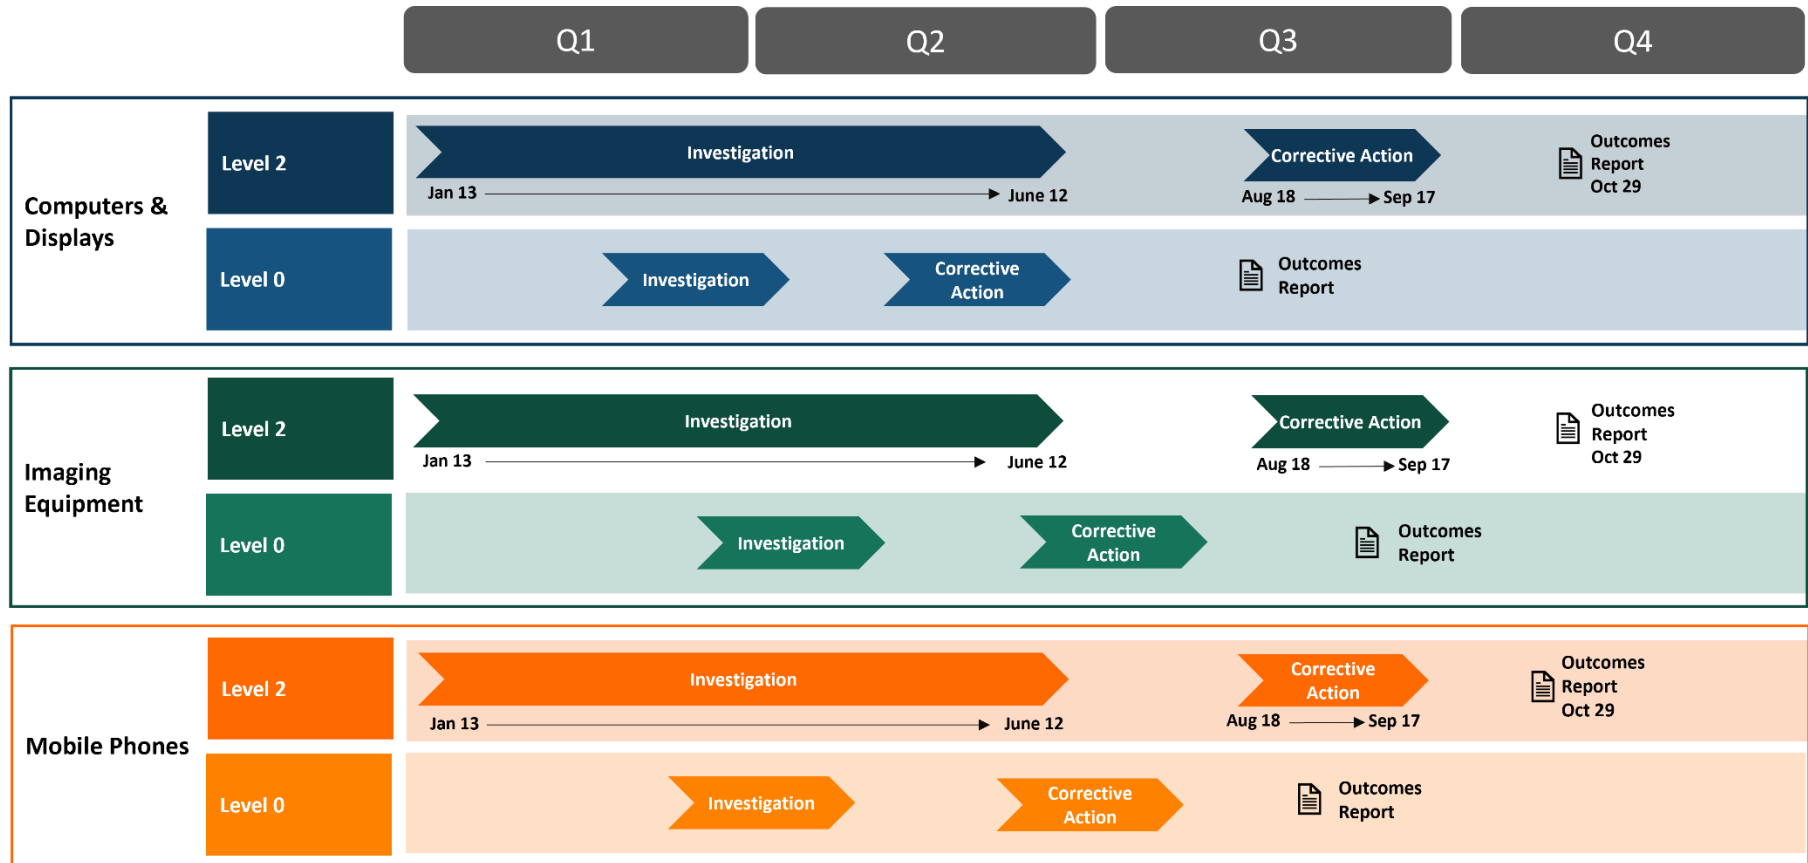 Q1
Q2
Q3
Q4
Computers &
Displays
Level 2
Investigation
Jan 13
June 12
Corrective Action
Aug 18
Sep 17
Outcomes
Report
Oct 29
Level 0
Investigation
Corrective
Action
Outcomes
Report
Imaging
Equipment
Level 2
Investigation
Jan 13
June 12
Corrective Action
Aug 18
Sep 17
Outcomes
Report
Oct 29
Level 0
Investigation
Corrective
Action
Outcomes
Report
Mobile Phones
Level 2
Investigation
Jan 13
June 12
Corrective
Action
Aug 18
Sep 17
Outcomes
Report
Oct 29
Level 0
Investigation
Corrective
Action
Outcomes
Report